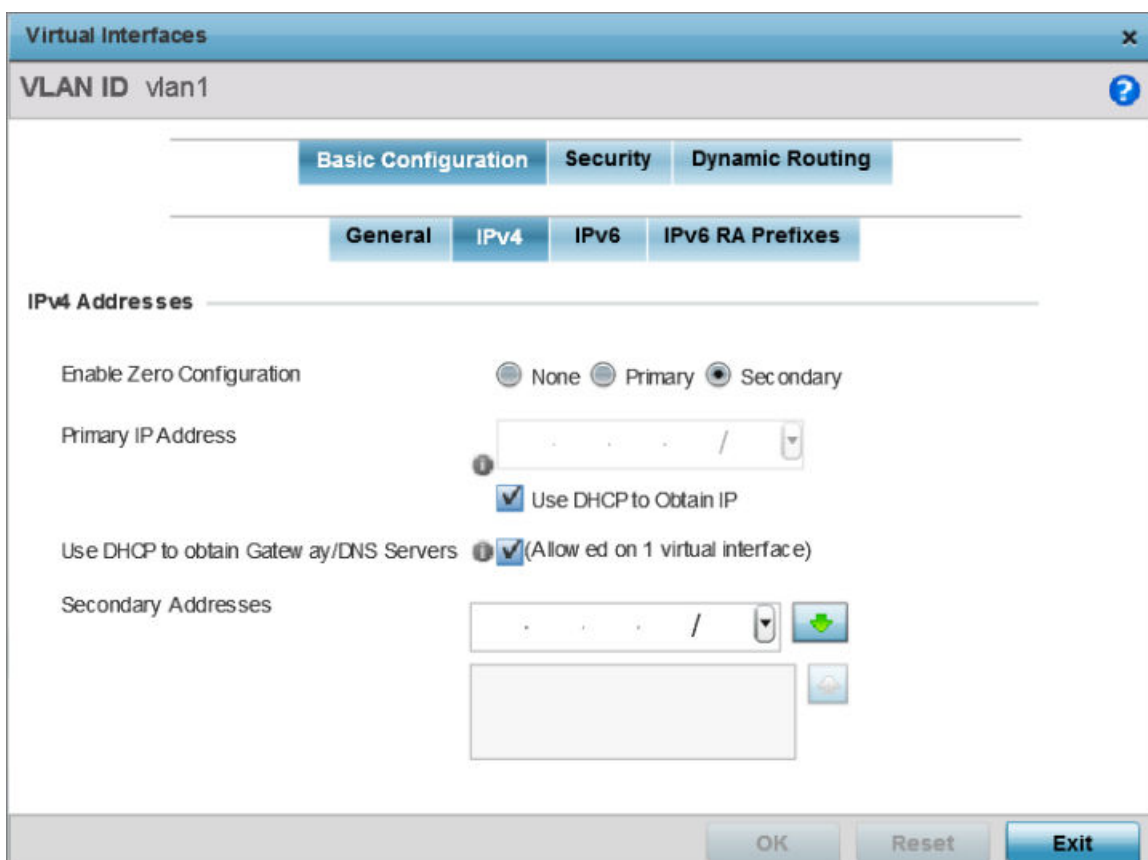 Virtual Interfaces
VLAN ID vlan1
Basic Configuration Security Dynamic Routing
General IPv4 IPv6 IPv6 RA Prefixes
IPv4 Addresses
Enable Zero Configuration None Primary Secondary
Primary IP Address . . . /
Use DHCP to Obtain IP
Use DHCP to obtain Gateway/DNS Servers (Allowed on 1 virtual interface)
Secondary Addresses . . . /
OK Reset Exit